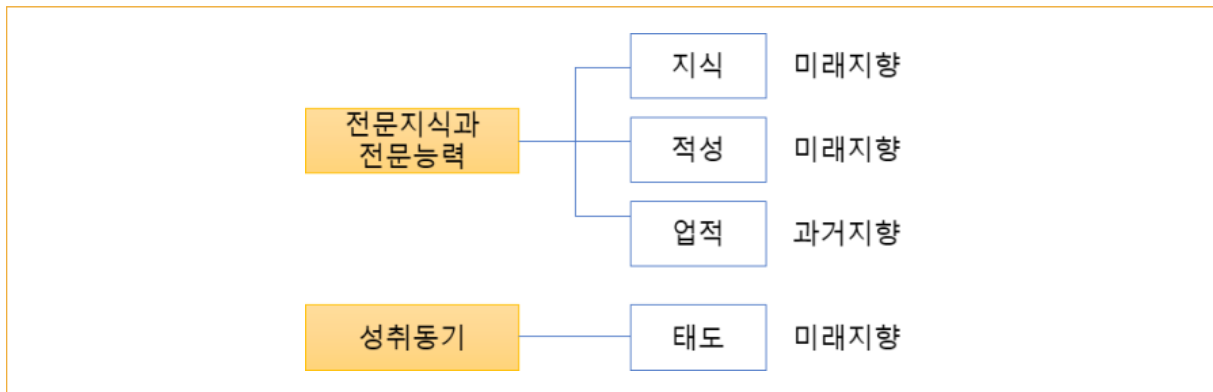 지식 미래지향
전문지식과
전문능력
적성 미래지향
업적 과거지향
성취동기 태도 미래지향